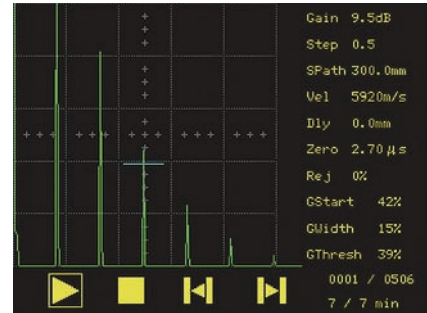 Gain 9.5dB
Step 0.5
SPath 300.0mm
Vel 5920m/s
Dly 0.0mm
Zero 2.70μs
Rej 0%
GStart 42%
GWidth 15%
GThresh 39%
0001 / 0506
7 / 7 min